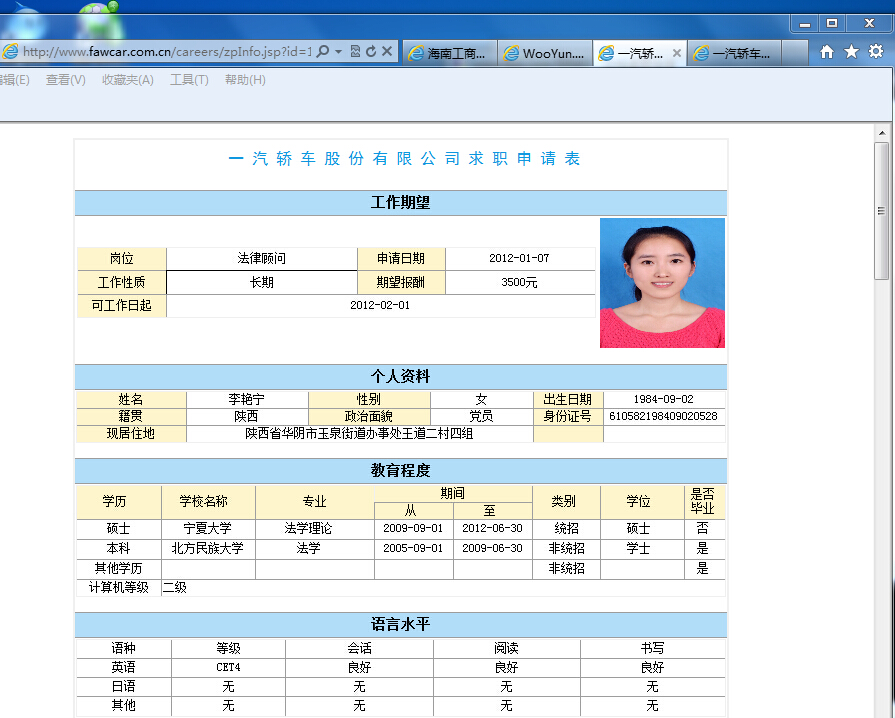 http://www.fawcar.com.cn/careers/zpInfo.jsp?id=1 海南工商... WooYun.... 一汽轿... 一汽轿车...
编辑(E) 查看(V) 收藏夹(A) 工具(T) 帮助(H)
一汽轿车股份有限公司求职申请表
工作期望
岗位 法律顾问 申请日期 2012-01-07
工作性质 长期 期望报酬 3500元
可工作日起 2012-02-01
个人资料
姓名 李艳宁 性别 女 出生日期 1984-09-02
籍贯 陕西 政治面貌 党员 身份证号 610582198409020528
现居住地 陕西省华阴市玉泉街道办事处王道二村四组
教育程度
学历 学校名称 专业 期间 类别 学位 是否毕业
从 至
硕士 宁夏大学 法学理论 2009-09-01 2012-06-30 统招 硕士 否
本科 北方民族大学 法学 2005-09-01 2009-06-30 非统招 学士 是
其他学历 非统招 是
计算机等级 二级
语言水平
语种 等级 会话 阅读 书写
英语 CET4 良好 良好 良好
日语 无 无 无 无
其他 无 无 无 无